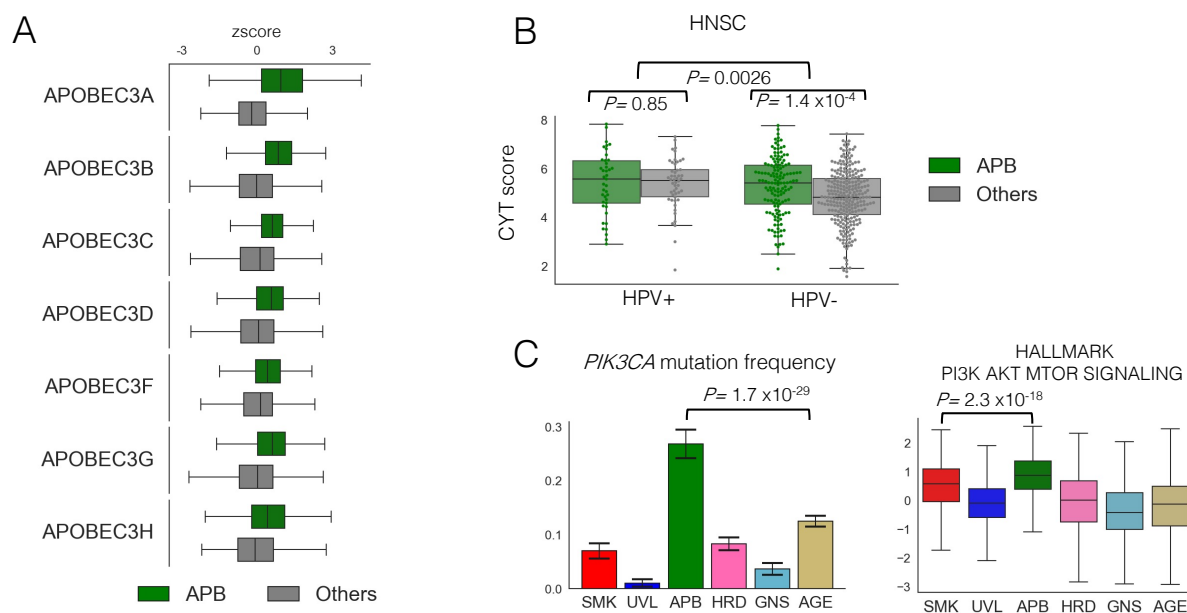 A
zscore
-3 0 3
APOBEC3A
APOBEC3B
APOBEC3C
APOBEC3D
APOBEC3F
APOBEC3G
APOBEC3H
APB Others
B
HNSC
P= 0.0026
P= 0.85 P= 1.4 x10-4
8
6
4
2
CYT score
HPV+ HPV-
APB
Others
C
PIK3CA mutation frequency
P= 1.7 x10-29
0.3
0.2
0.1
0.0
SMK UVL APB HRD GNS AGE
HALLMARK
PI3K AKT MTOR SIGNALING
P= 2.3 x10-18
2
1
0
−1
−2
−3
SMK UVL APB HRD GNS AGE